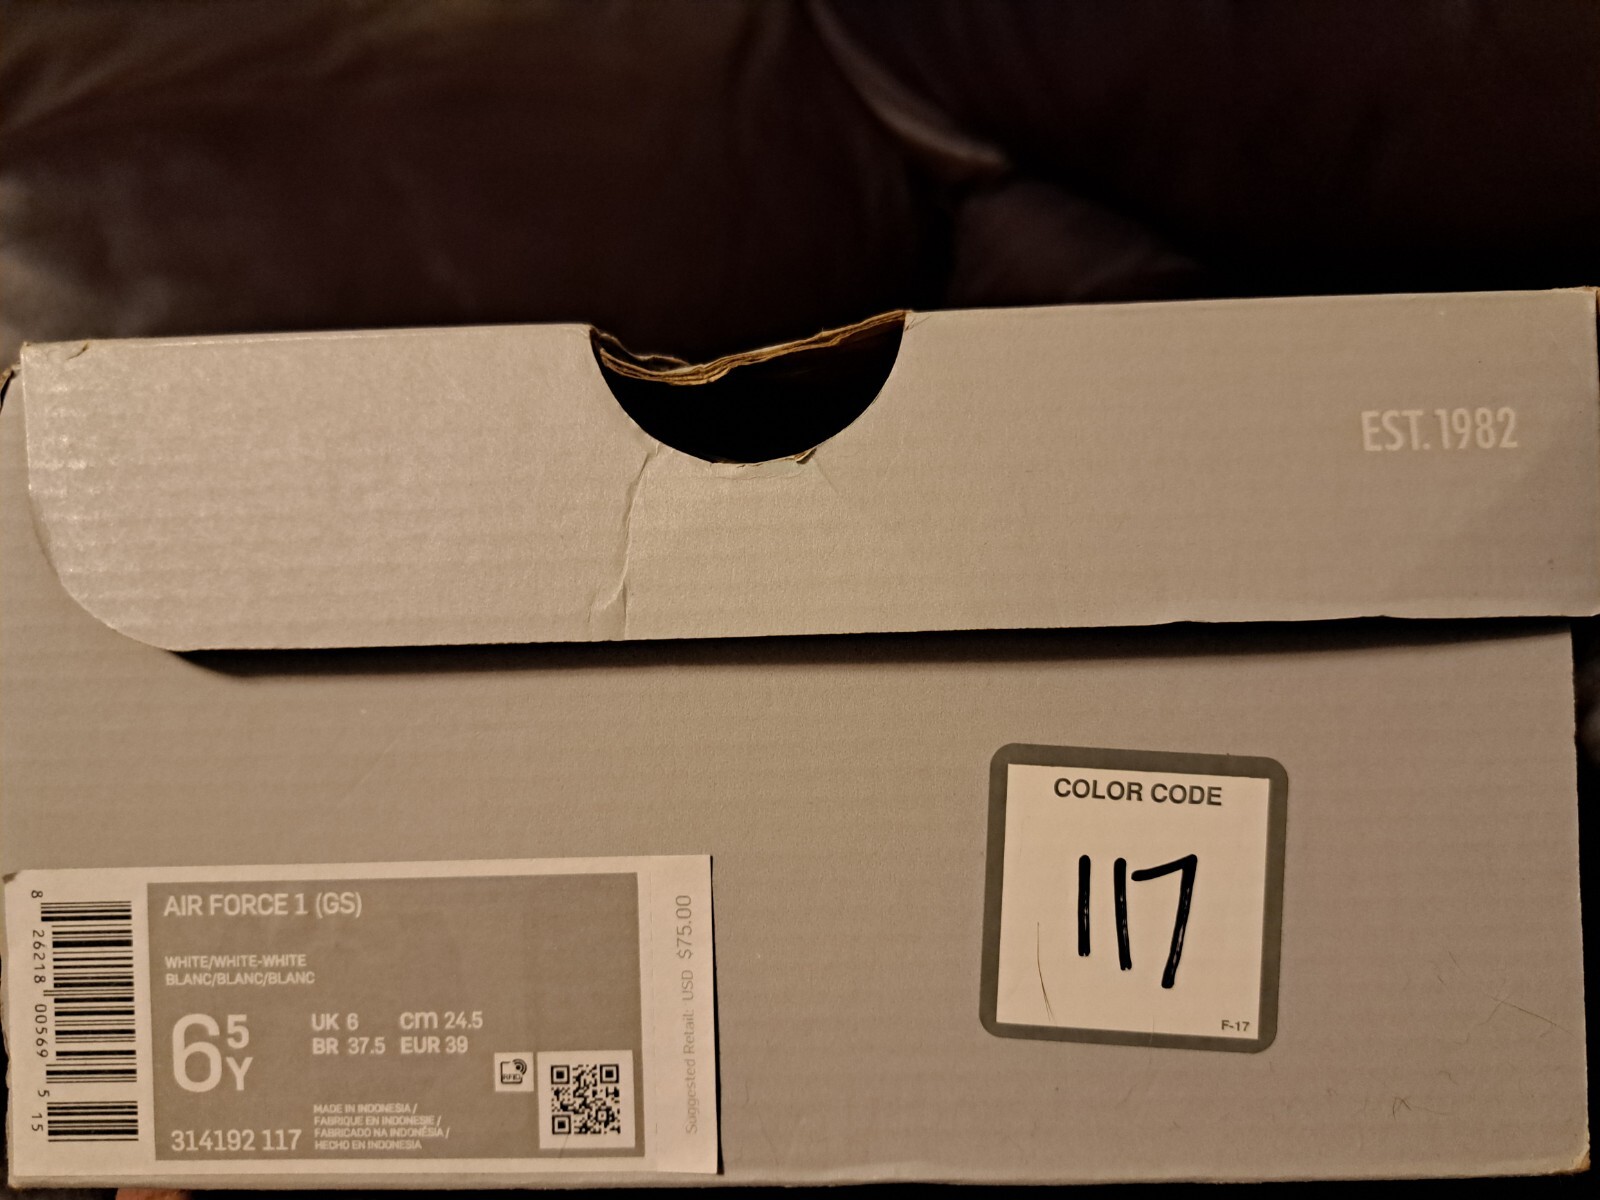 EST.1982
COLOR CODE
117
F-17
AIR FORCE 1 (GS)
WHITE/WHITE-WHITE
BLANC/BLANC/BLANC
6 5Y
UK 6 cm 24.5
BR 37.5 EUR 39
RFID
MADE IN INDONESIA /
FABRIQUE EN INDONESIE /
FABRICADO NA INDONÉSIA /
HECHO EN INDONESIA
314192 117
Suggested Retail: USD $75.00
8 26218 00569 5 15